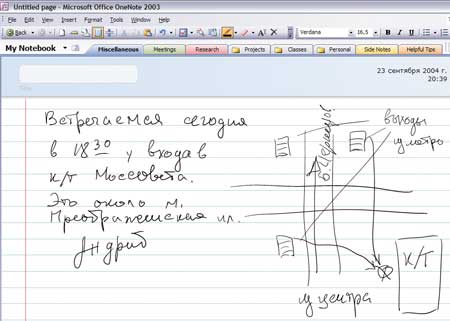 Untitled page - Microsoft Office OneNote 2003
File Edit View Insert Format Tools Window Help
Back
Verdana 16,5 B I U
My Notebook
Miscellaneous Meetings Research Projects Classes Personal Side Notes Helpful Tips
23 сентября 2004 г.
20:39
Встречаемся сегодня
в 18 30 у входа в
к/т Моссовета.
Это около м.
Преображенская пл.
Андрей
выходы
из метро
К/Т
из центра